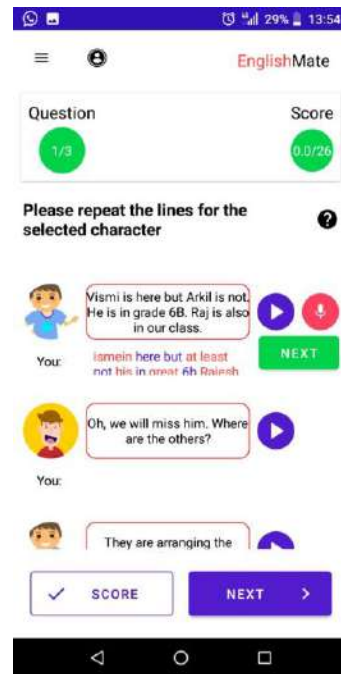 29% 13:54
EnglishMate
Question Score
1/3 0.0/26
Please repeat the lines for the
selected character
Vismi is here but Arkil is not.
He is in grade 6B. Raj is also
in our class.
You: ismein here but at least
not his in great 6b Rajesh
NEXT
Oh, we will miss him. Where
are the others?
You:
They are arranging the
SCORE NEXT